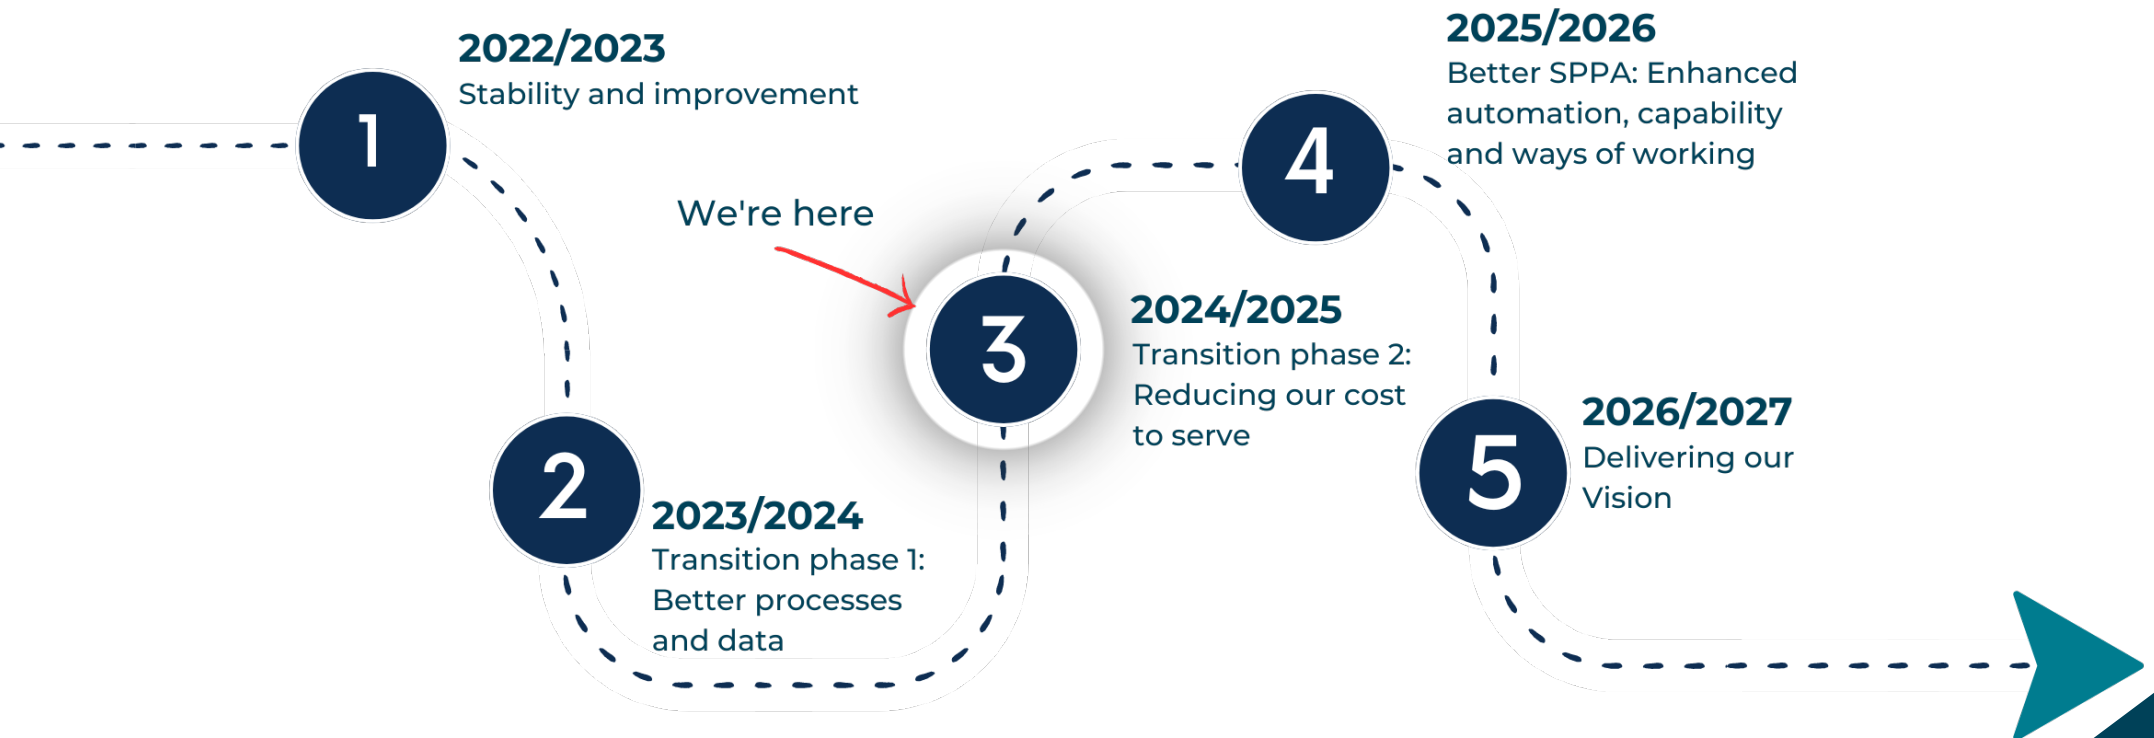 1
2022/2023
Stability and improvement
2
2023/2024
Transition phase 1:
Better processes
and data
We're here
3
2024/2025
Transition phase 2:
Reducing our cost
to serve
4
2025/2026
Better SPPA: Enhanced
automation, capability
and ways of working
5
2026/2027
Delivering our
Vision